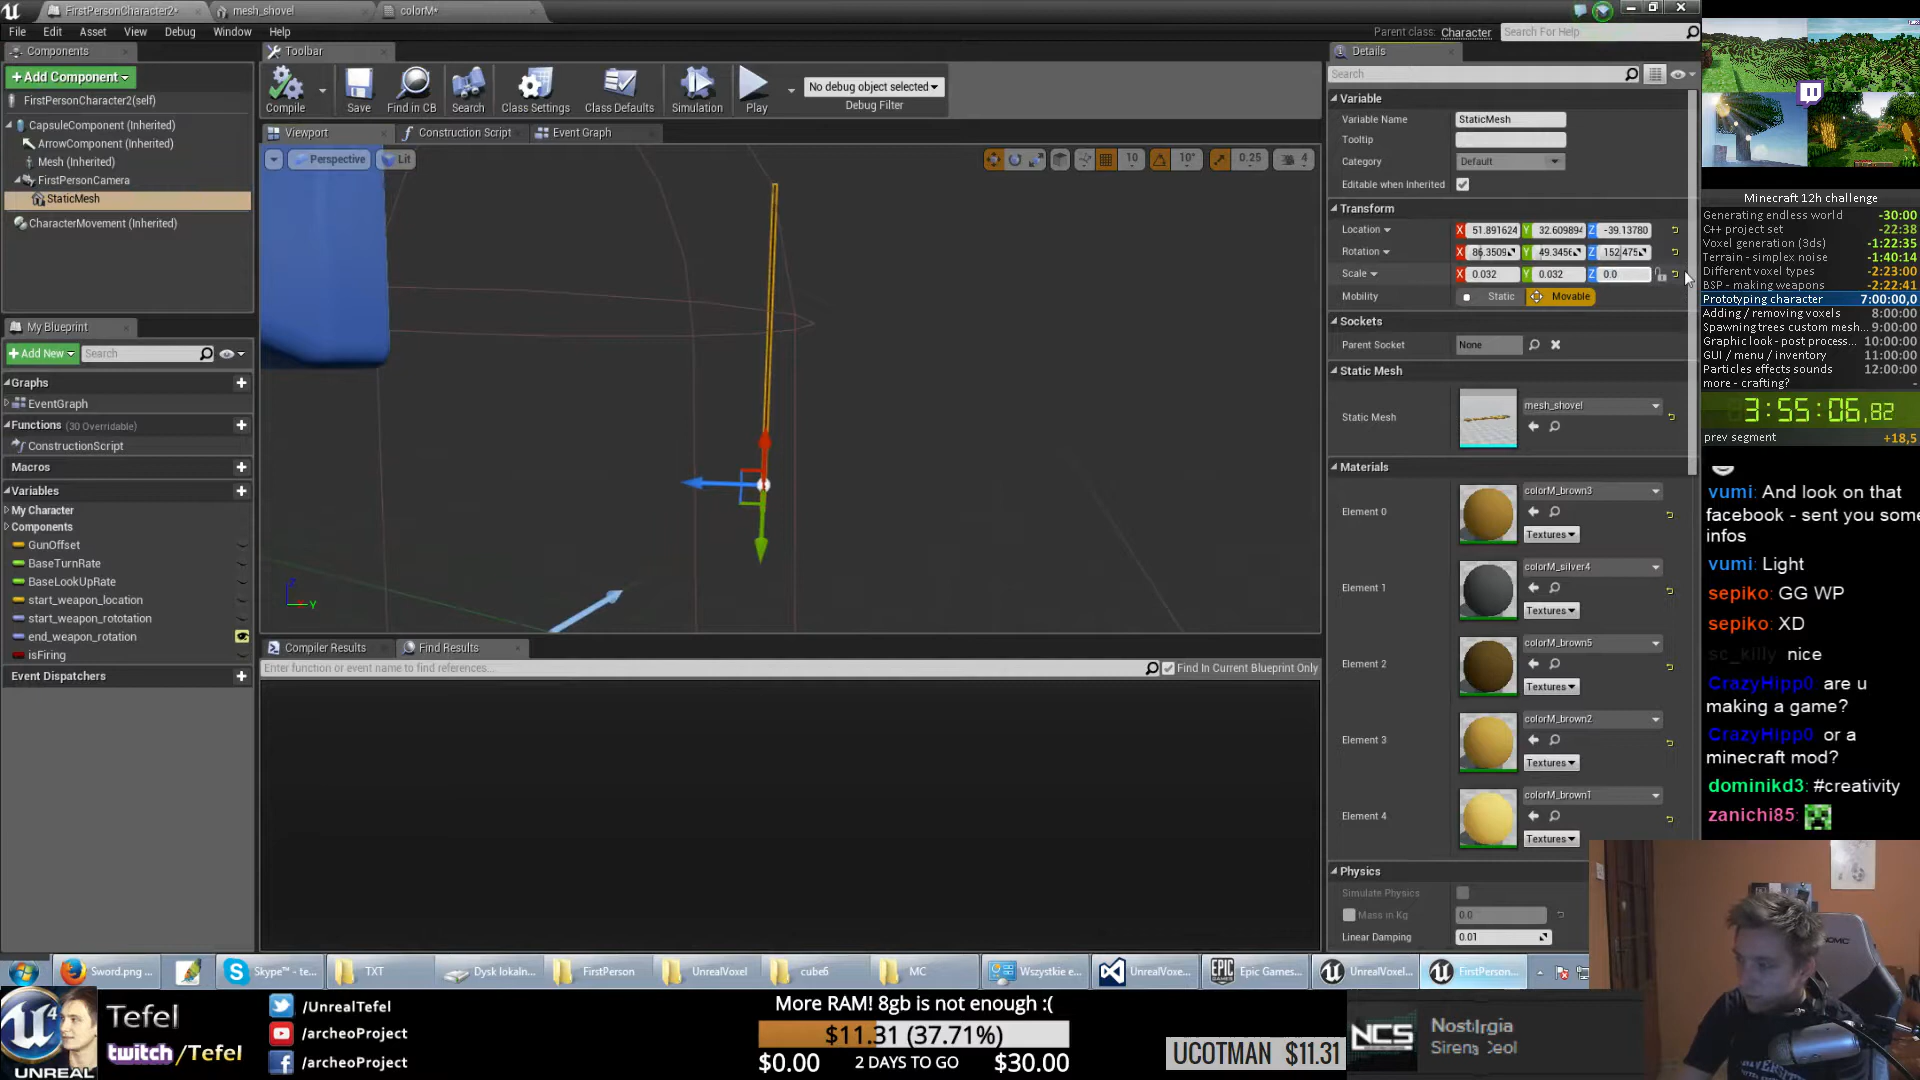 FirstPersonCharacter2*
mesh_shovel
colorM*
File Edit Asset View Debug Window Help
Parent class: Character
Search For Help
Components
Toolbar
Details
+Add Component
FirstPersonCharacter2(self)
CapsuleComponent (Inherited)
ArrowComponent (Inherited)
Mesh (Inherited)
FirstPersonCamera
StaticMesh
CharacterMovement (Inherited)
Compile Save Find in CB Search Class Settings Class Defaults Simulation Play
No debug object selected
Debug Filter
Viewport Construction Script Event Graph
Perspective Lit
10 10° 0.25 4
My Blueprint
+Add New Search
Graphs
EventGraph
Functions (30 Overridable)
ConstructionScript
Macros
Variables
My Character
Components
GunOffset
BaseTurnRate
BaseLookUpRate
start_weapon_location
start_weapon_rototation
end_weapon_rotation
isFiring
Event Dispatchers
Compiler Results Find Results
Enter function or event name to find references...
Find In Current Blueprint Only
Search
Variable
Variable Name StaticMesh
Tooltip
Category Default
Editable when Inherited
Transform
Location X 51.891624 Y 32.609894 Z -39.13780
Rotation X 86.3509 Y 49.3456 Z 152.475
Scale X 0.032 Y 0.032 Z 0.0
Mobility Static Movable
Sockets
Parent Socket None
Static Mesh
Static Mesh mesh_shovel
Materials
Element 0 colorM_brown3
Textures
Element 1 colorM_silver4
Textures
Element 2 colorM_brown5
Textures
Element 3 colorM_brown2
Textures
Element 4 colorM_brown1
Textures
Physics
Simulate Physics
Mass in Kg 0.0
Linear Damping 0.01
Minecraft 12h challenge
Generating endless world -30:00
C++ project set -22:38
Voxel generation (3ds) -1:22:35
Terrain - simplex noise -1:40:14
Different voxel types -2:23:00
BSP - making weapons -2:22:41
Prototyping character 7:00:00,0
Adding / removing voxels 8:00:00
Spawning trees custom mesh... 9:00:00
Graphic look - post process... 10:00:00
GUI / menu / inventory 11:00:00
Particles effects sounds 12:00:00
more - crafting? -
3:55:06,82
prev segment +18,5
vumi: And look on that
facebook - sent you some
infos
vumi: Light
sepiko: GG WP
sepiko: XD
sc_killy nice
CrazyHipp0: are u
making a game?
CrazyHipp0: or a
minecraft mod?
dominikd3: #creativity
zanichi85:
Sword.png ...
Skype™ - te...
TXT
Dysk lokaln...
FirstPerson
UnrealVoxel
cube6
MC
Wszystkie e...
UnrealVoxe...
Epic Games...
UnrealVoxel...
FirstPerson...
Tefel
twitch/Tefel
UNREAL
/UnrealTefel
/archeoProject
/archeoProject
More RAM! 8gb is not enough :(
$11.31 (37.71%)
$0.00 2 DAYS TO GO $30.00
UCOTMAN $11.31
NCS